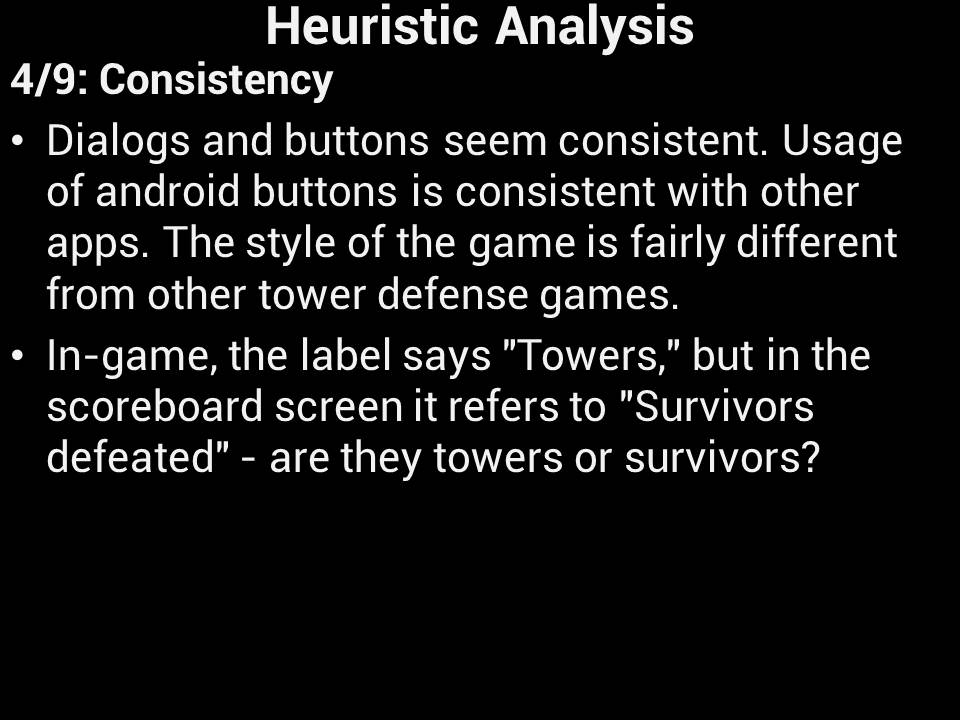 Heuristic Analysis
4/9: Consistency
• Dialogs and buttons seem consistent. Usage
of android buttons is consistent with other
apps. The style of the game is fairly different
from other tower defense games.
• In-game, the label says "Towers," but in the
scoreboard screen it refers to "Survivors
defeated" - are they towers or survivors?